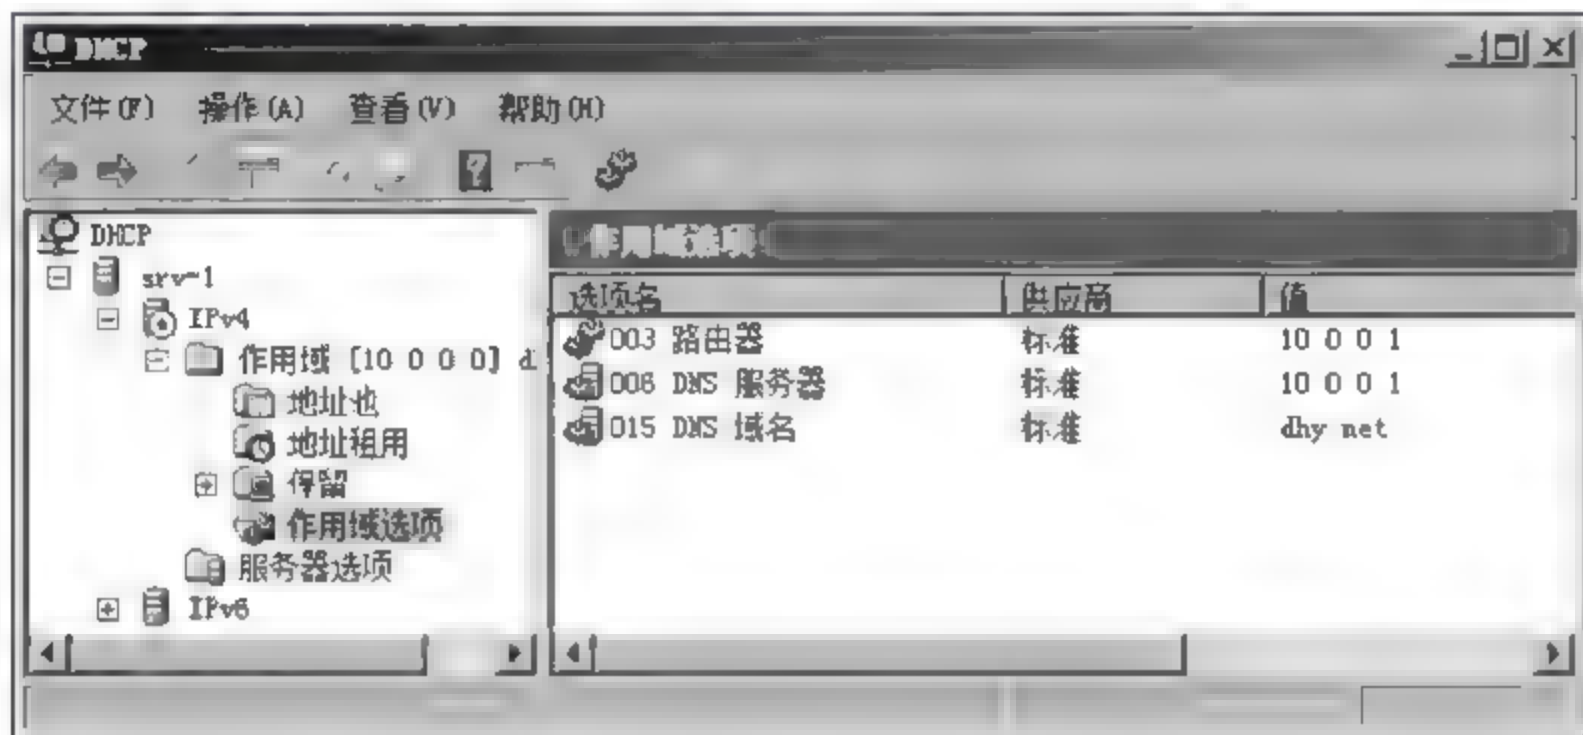 DHCP
文件(F) 操作(A) 查看(V) 帮助(H)
DHCP
srv-1
IPv4
作用域 [10 0 0 0] d
地址池
地址租用
保留
作用域选项
服务器选项
IPv6
作用域选项
选项名 供应商 值
003 路由器 标准 10 0 0 1
006 DNS 服务器 标准 10 0 0 1
015 DNS 域名 标准 dhy net